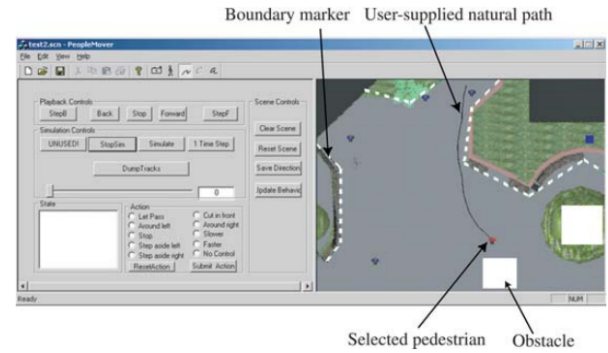 Boundary marker User-supplied natural path
test2.scn - PeopleMover
File Edit View Help
Playback Controls
StepB Back Stop Forward StepF
Simulation Controls
UNUSED! StopSim Simulate 1 Time Step
DumpTracks
0
State
Action
Let Pass Cut in front
Around left Around right
Stop Slower
Step aside left Faster
Step aside right No Control
ResetAction Submit Action
Scene Controls
Clear Scene
Reset Scene
Save Direction
Update Behavio
Ready NUM
Selected pedestrian Obstacle